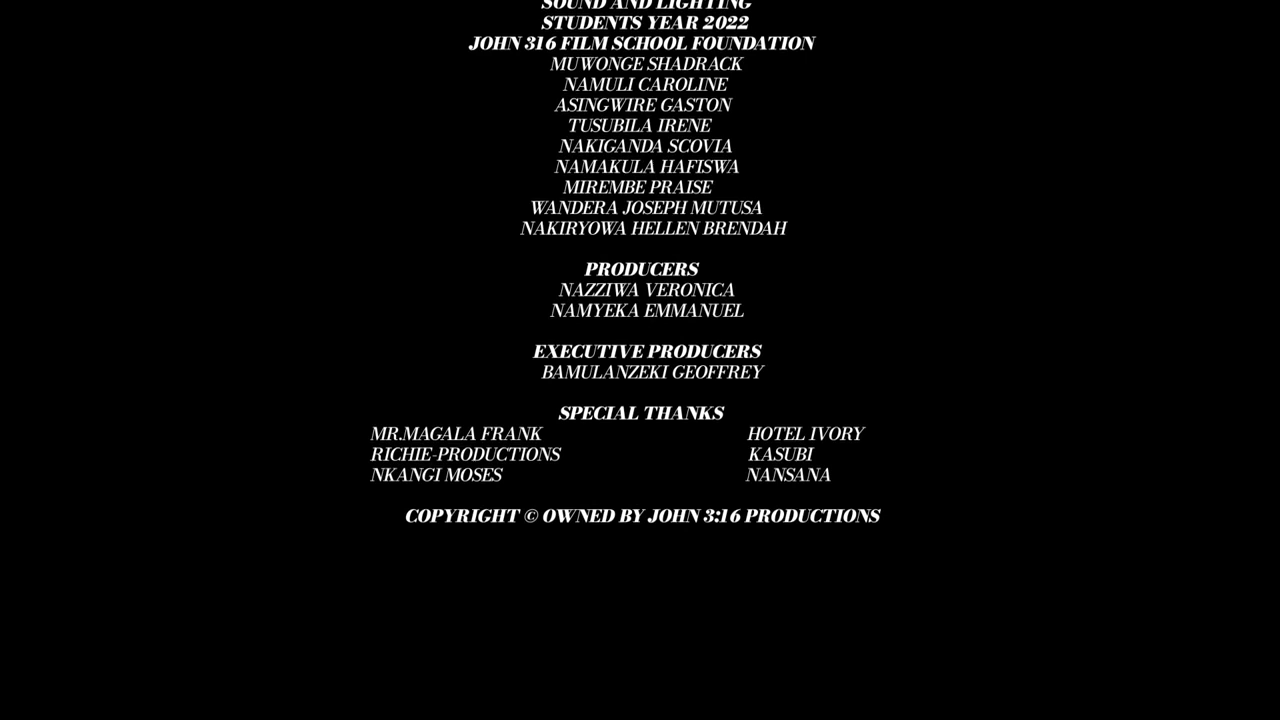 SOUND AND LIGHTING
STUDENTS YEAR 2022
JOHN 316 FILM SCHOOL FOUNDATION
MUWONGE SHADRACK
NAMULI CAROLINE
ASINGWIRE GASTON
TUSUBILA IRENE
NAKIGANDA SCOVIA
NAMAKULA HAFISWA
MIREMBE PRAISE
WANDERA JOSEPH MUTUSA
NAKIRYOWA HELLEN BRENDAH
PRODUCERS
NAZZIWA VERONICA
NAMYEKA EMMANUEL
EXECUTIVE PRODUCERS
BAMULANZEKI GEOFFREY
SPECIAL THANKS
MR.MAGALA FRANK HOTEL IVORY
RICHIE-PRODUCTIONS KASUBI
NKANGI MOSES NANSANA
COPYRIGHT © OWNED BY JOHN 3:16 PRODUCTIONS